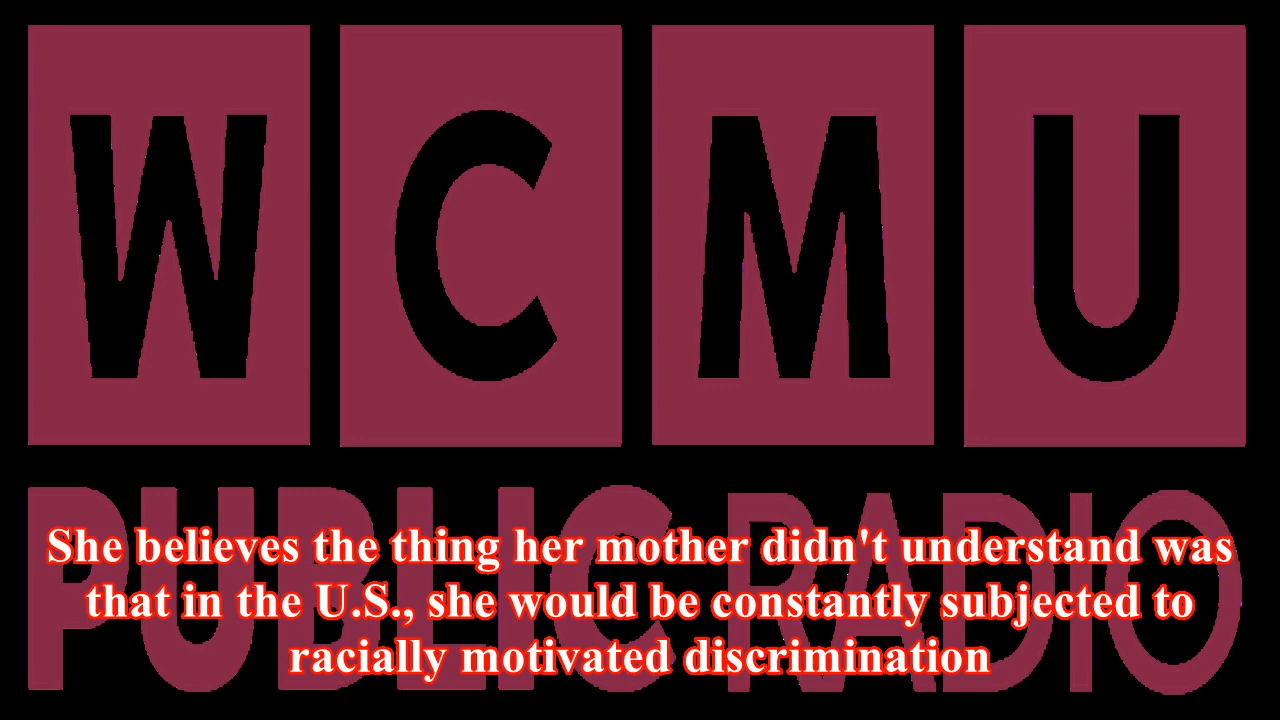 WCMU
PUBLIC RADIO
She believes the thing her mother didn't understand was
that in the U.S., she would be constantly subjected to
racially motivated discrimination